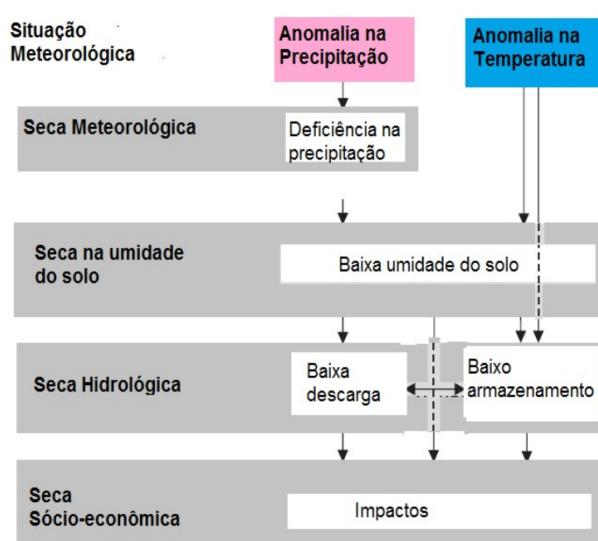 Situação
Meteorológica
Anomalia na
Precipitação
Anomalia na
Temperatura
Seca Meteorológica
Deficiência na
precipitação
Seca na umidade
do solo
Baixa umidade do solo
Seca Hidrológica
Baixa
descarga
Baixo
armazenamento
Seca
Sócio-econômica
Impactos